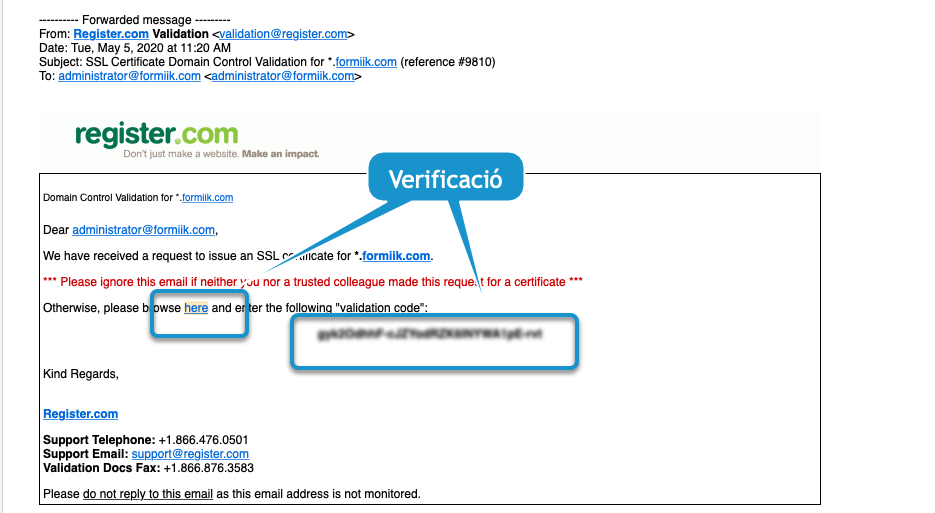 ---------- Forwarded message ---------
From: Register.com Validation <validation@register.com>
Date: Tue, May 5, 2020 at 11:20 AM
Subject: SSL Certificate Domain Control Validation for *.formiik.com (reference #9810)
To: administrator@formiik.com <administrator@formiik.com>
register.com
Don't just make a website. Make an impact.
Verificació
Domain Control Validation for *.formiik.com
Dear administrator@formiik.com,
We have received a request to issue an SSL certificate for *.formiik.com.
*** Please ignore this email if neither you nor a trusted colleague made this request for a certificate ***
Otherwise, please browse here and enter the following "validation code":
Kind Regards,
Register.com
Support Telephone: +1.866.476.0501
Support Email: support@register.com
Validation Docs Fax: +1.866.876.3583
Please do not reply to this email as this email address is not monitored.